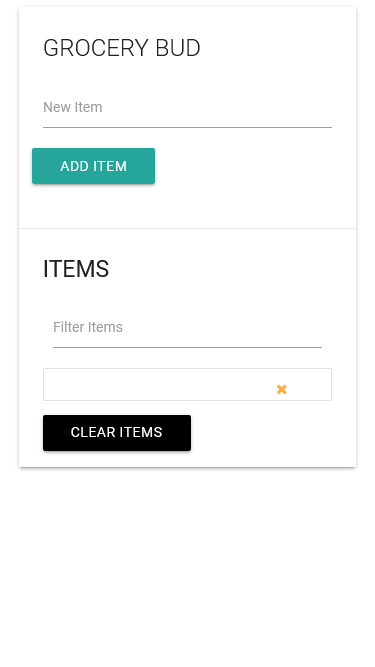 GROCERY BUD
New Item
ADD ITEM
ITEMS
Filter Items
CLEAR ITEMS